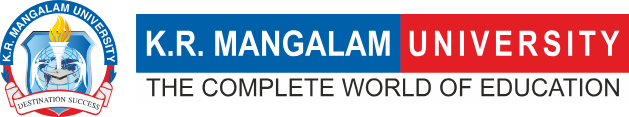 K.R. MANGALAM UNIVERSITY
DESTINATION SUCCESS
K.R. MANGALAM UNIVERSITY
THE COMPLETE WORLD OF EDUCATION